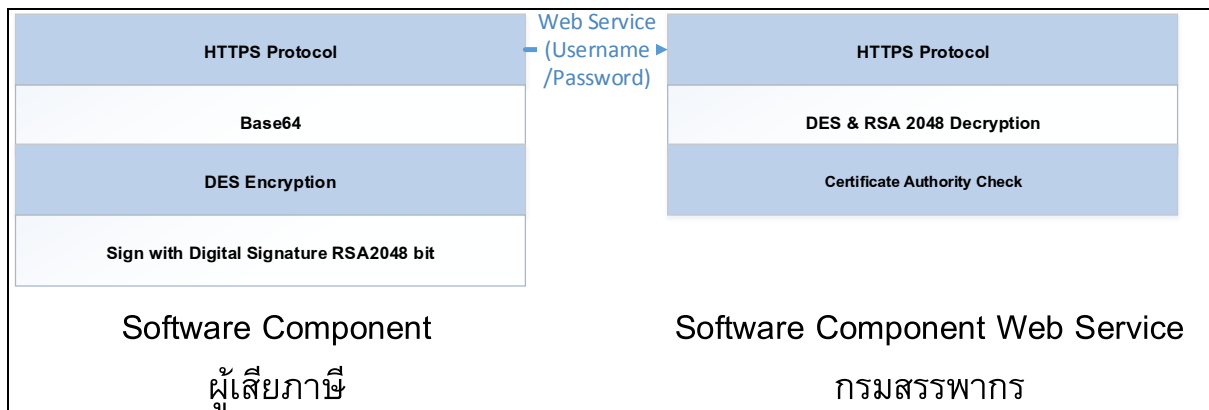 HTTPS Protocol
Base64
DES Encryption
Sign with Digital Signature RSA2048 bit
Software Component
ผู้เสียภาษี
Web Service
(Username
/Password)
HTTPS Protocol
DES & RSA 2048 Decryption
Certificate Authority Check
Software Component Web Service
กรมสรรพากร